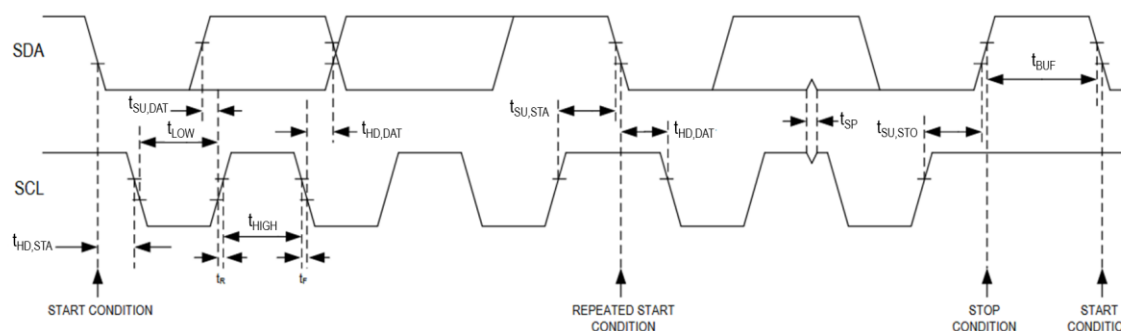 SDA
tSU,DAT
tLOW
tHD,DAT
tSU,STA
tHD,DAT
tSP
tSU,STO
tBUF
SCL
tHD,STA
tHIGH
tR
tF
START CONDITION
REPEATED START
CONDITION
STOP
CONDITION
START
CONDITIO